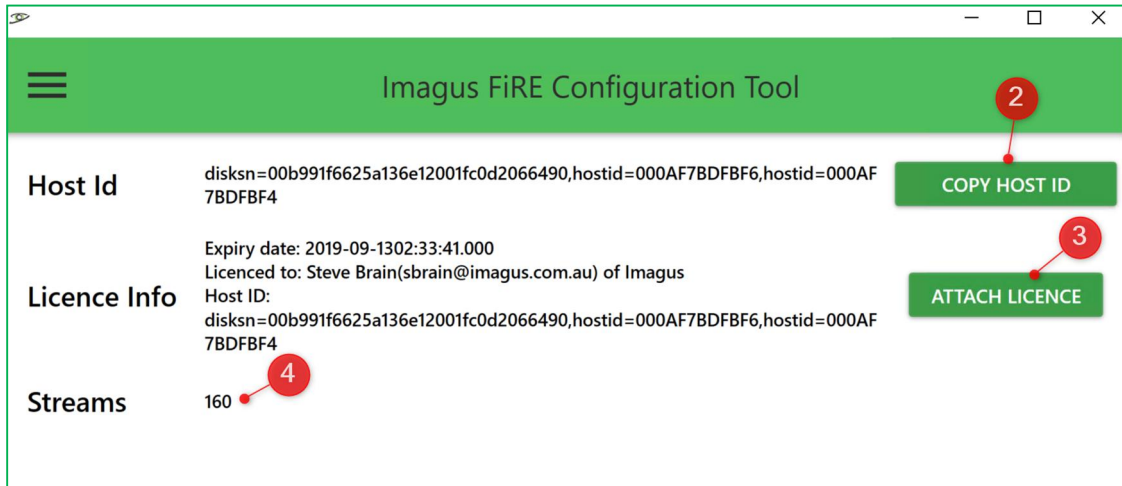 Imagus FiRE Configuration Tool
2
Host Id
disksn=00b991f6625a136e12001fc0d2066490,hostid=000AF7BDFBF6,hostid=000AF
7BDFBF4
COPY HOST ID
3
Licence Info
Expiry date: 2019-09-1302:33:41.000
Licenced to: Steve Brain(sbrain@imagus.com.au) of Imagus
Host ID:
disksn=00b991f6625a136e12001fc0d2066490,hostid=000AF7BDFBF6,hostid=000AF
7BDFBF4
ATTACH LICENCE
4
Streams
160